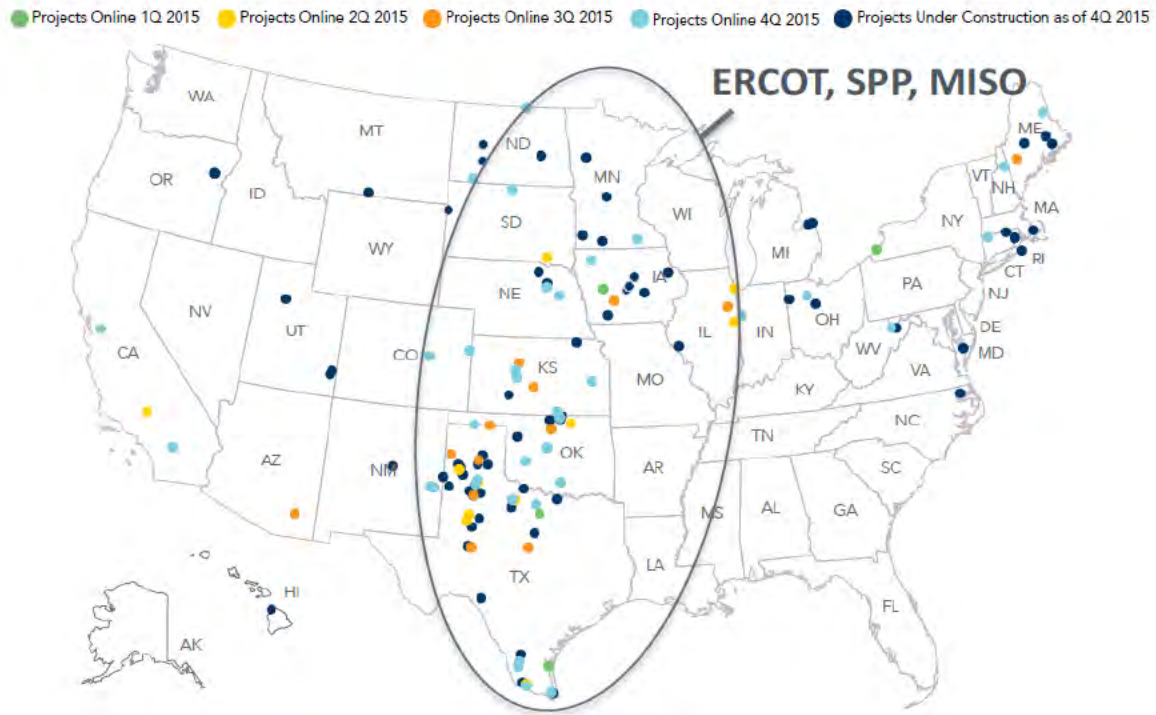 Projects Online 1Q 2015 Projects Online 2Q 2015 Projects Online 3Q 2015 Projects Online 4Q 2015 Projects Under Construction as of 4Q 2015
ERCOT, SPP, MISO
WA
MT
ND
ME
OR
ID
MN
VT
NH
SD
WI
NY
MA
WY
MI
IA
CT
RI
NE
PA
NJ
NV
UT
IL
IN
OH
DE
CA
CO
WV
MD
KS
MO
VA
KY
NC
TN
AZ
NM
OK
AR
SC
MS
AL
GA
LA
TX
HI
FL
AK